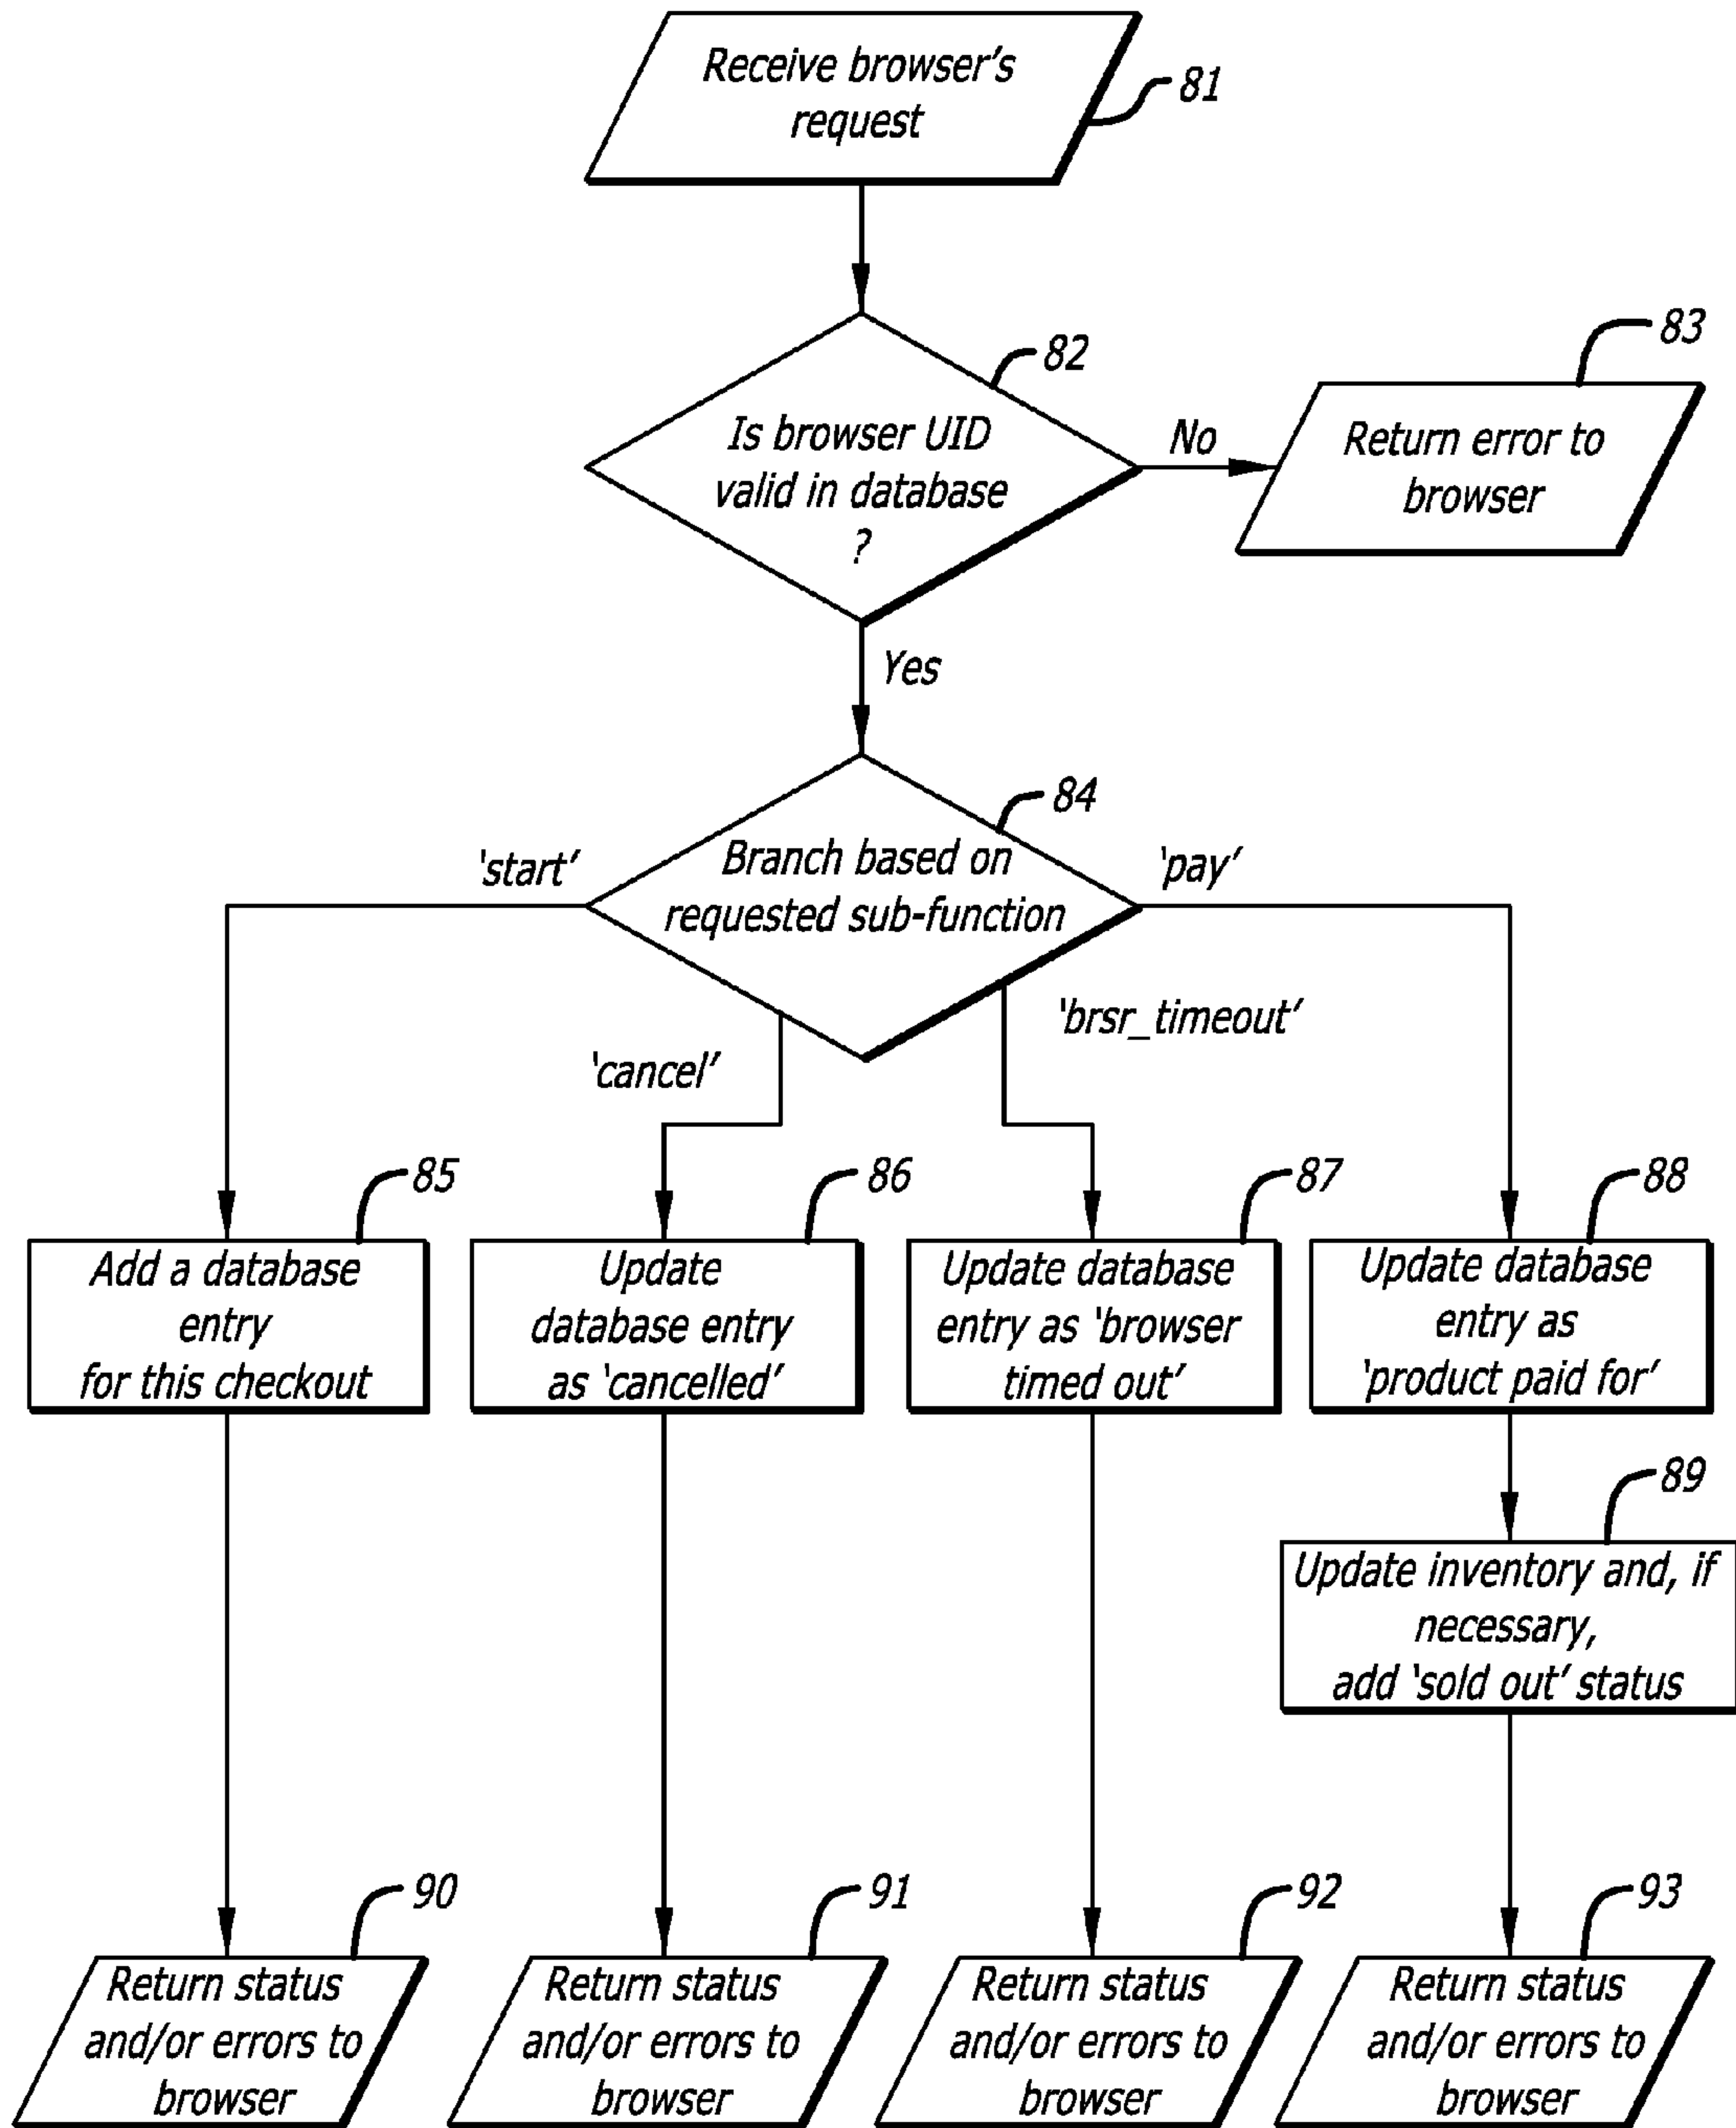 Receive browser's
request
81
82
Is browser UID
valid in database
?
No
83
Return error to
browser
Yes
84
Branch based on
requested sub-function
'start'
'pay'
'cancel'
'brsr_timeout'
85
Add a database
entry
for this checkout
86
Update
database entry
as 'cancelled'
87
Update database
entry as 'browser
timed out'
88
Update database
entry as
'product paid for'
89
Update inventory and, if
necessary,
add 'sold out' status
90
Return status
and/or errors to
browser
91
Return status
and/or errors to
browser
92
Return status
and/or errors to
browser
93
Return status
and/or errors to
browser